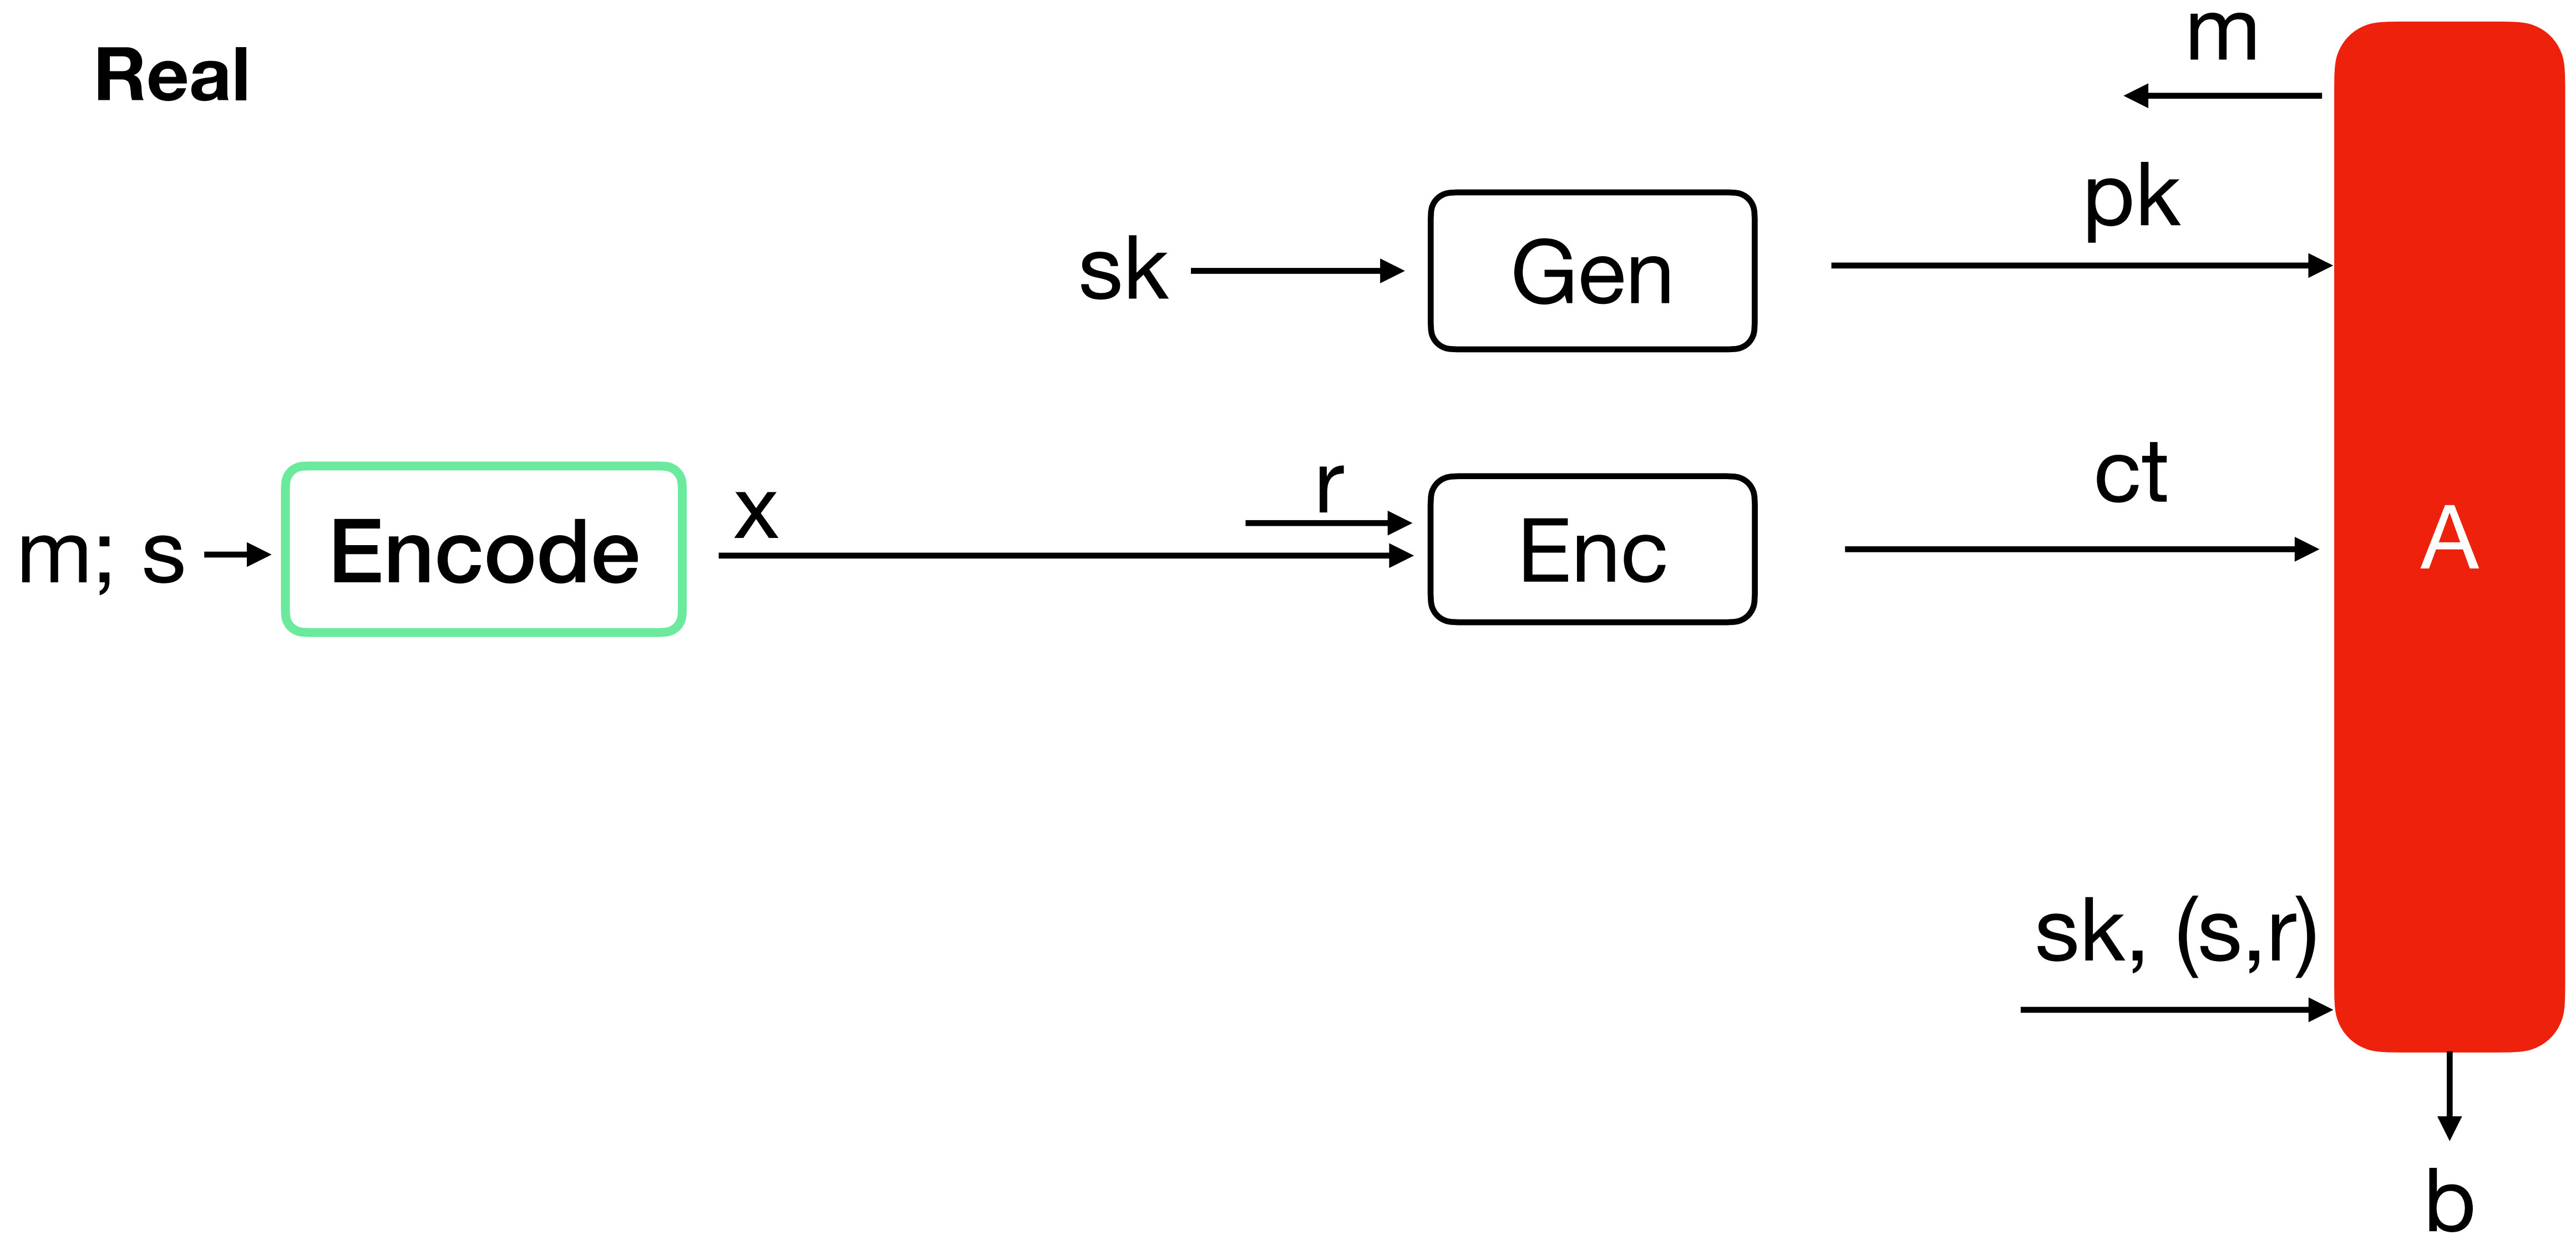 Real
m
pk
sk
Gen
m; s
Encode
x
r
Enc
ct
A
sk, (s,r)
b